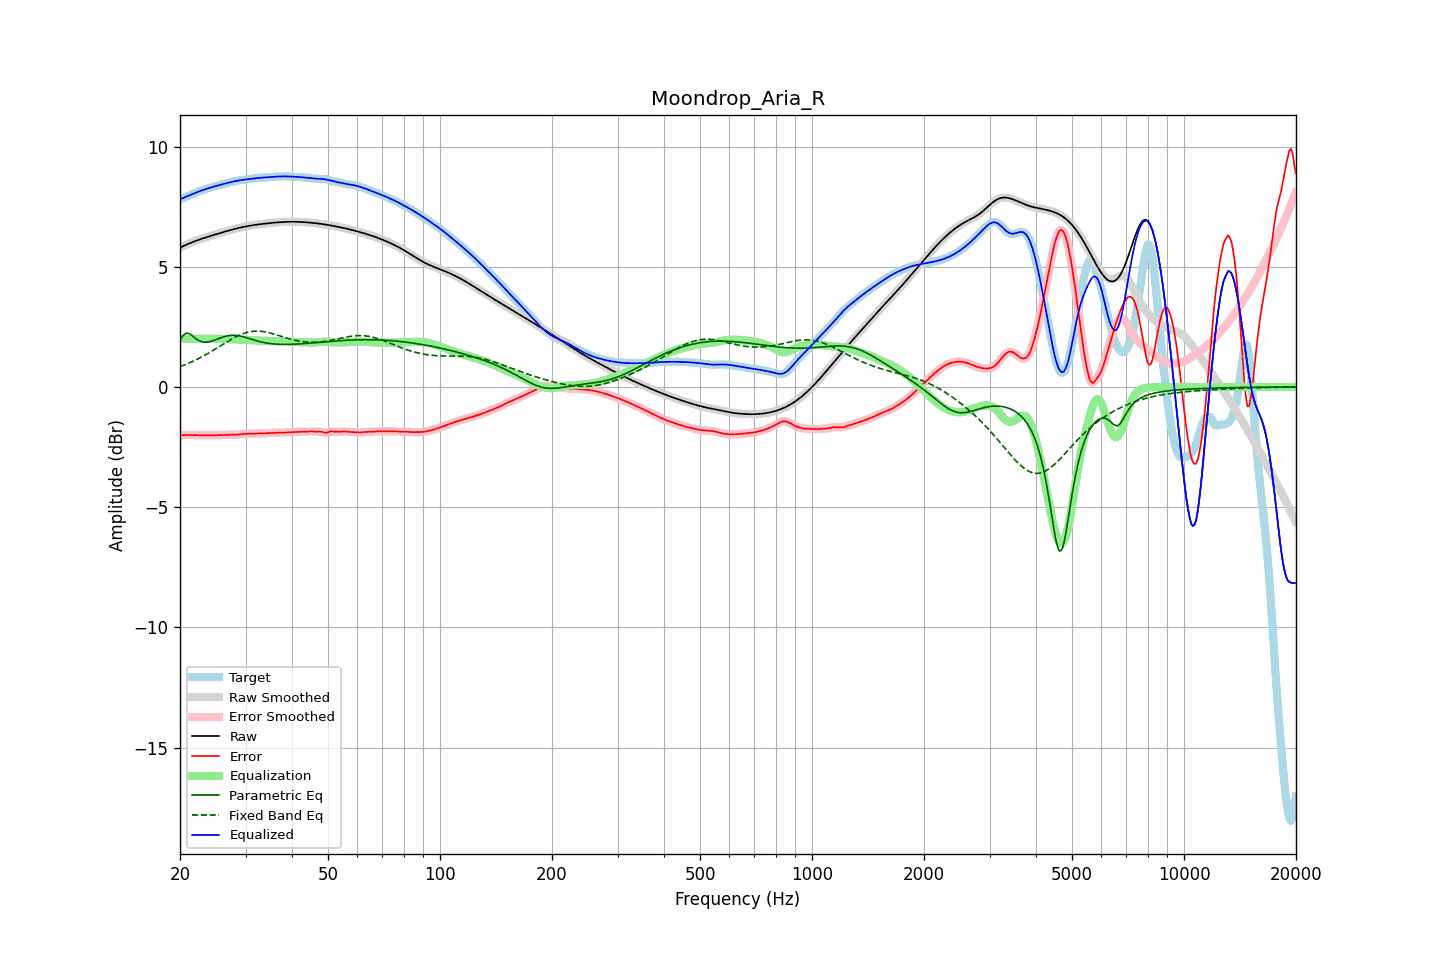 Moondrop_Aria_R
Amplitude (dBr)
10
5
0
−5
−10
−15
Target
Raw Smoothed
Error Smoothed
Raw
Error
Equalization
Parametric Eq
Fixed Band Eq
Equalized
20 50 100 200 500 1000 2000 5000 10000 20000
Frequency (Hz)